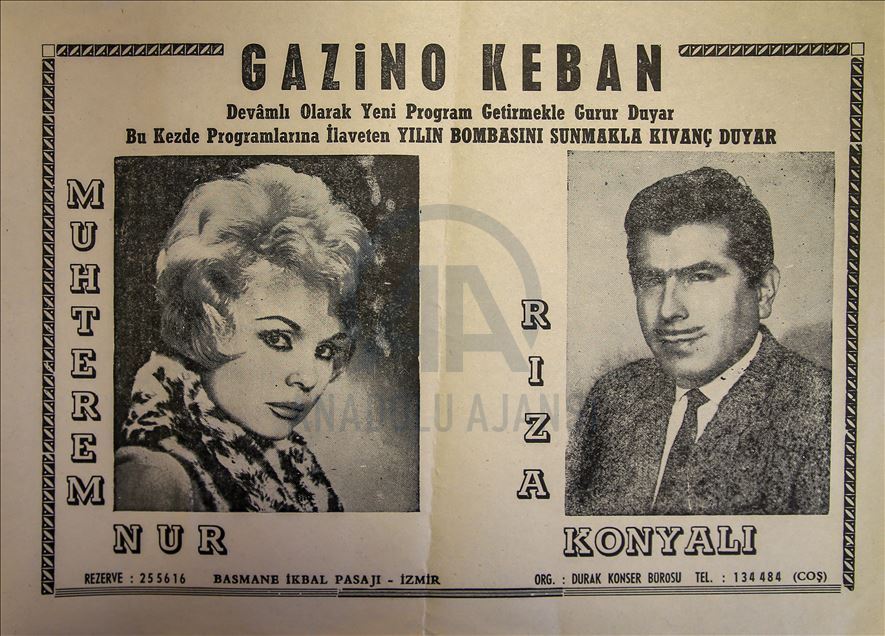 GAZİNO KEBAN
Devâmlı Olarak Yeni Program Getirmekle Gurur Duyar
Bu Kezde Programlarına İlaveten YILIN BOMBASINI SUNMAKLA KIVANÇ DUYAR
MUHTEREM
NUR
RIZA
KONYALI
AA
ANADOLU AJANSI
REZERVE : 255616 BASMANE İKBAL PASAJI - İZMİR
ORG. : DURAK KONSER BÜROSU TEL. : 134484 (COŞ)